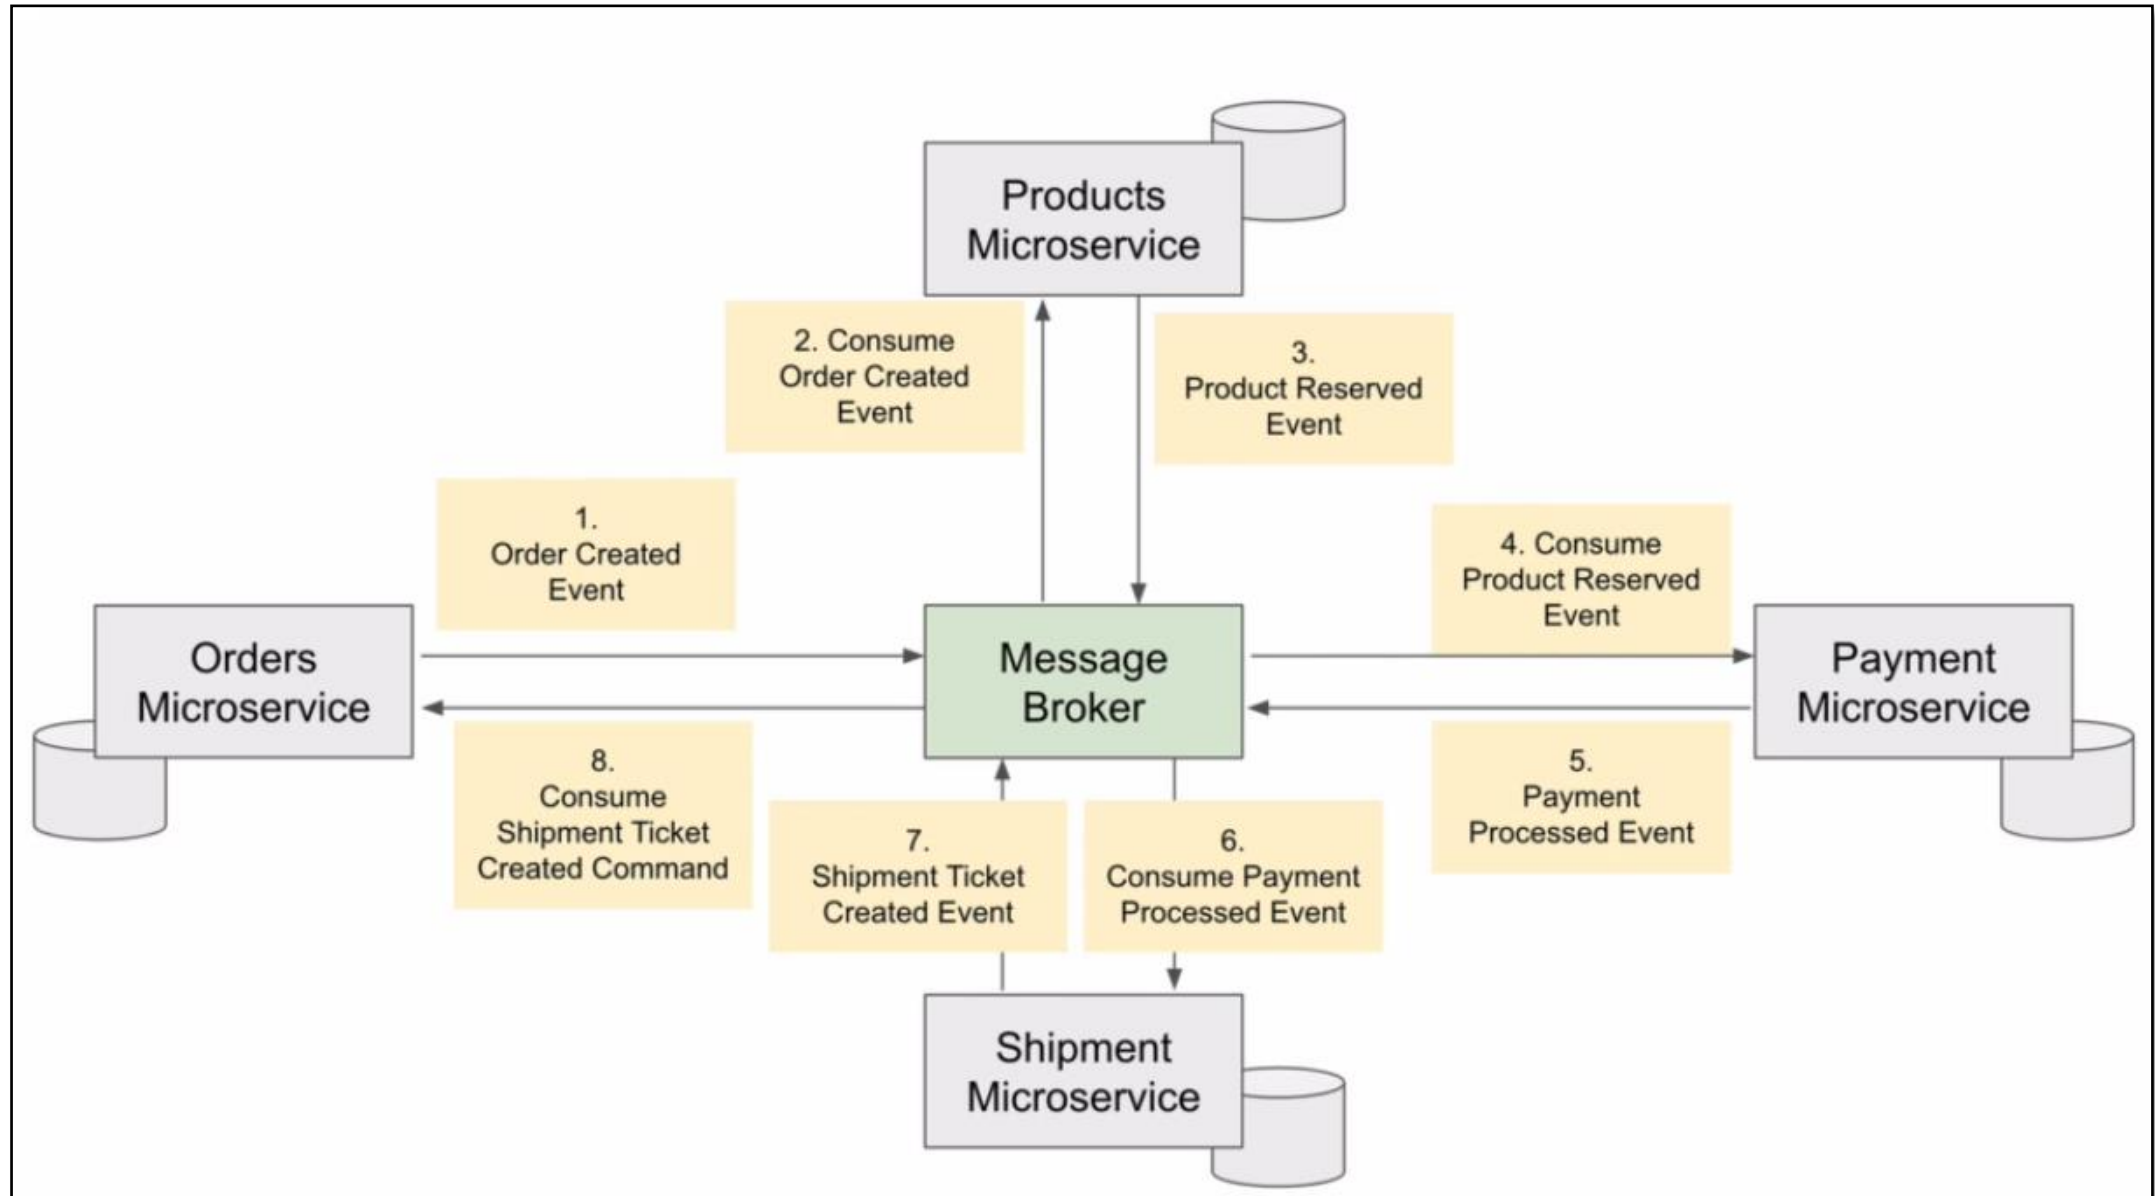 Products
Microservice
2. Consume
Order Created
Event
3.
Product Reserved
Event
1.
Order Created
Event
4. Consume
Product Reserved
Event
Orders
Microservice
Message
Broker
Payment
Microservice
8.
Consume
Shipment Ticket
Created Command
7.
Shipment Ticket
Created Event
6.
Consume Payment
Processed Event
5.
Payment
Processed Event
Shipment
Microservice